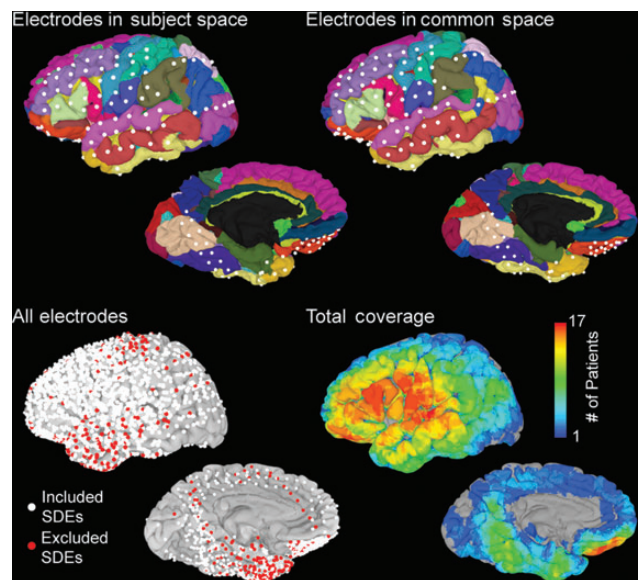 Electrodes in subject space
Electrodes in common space
All electrodes
Total coverage
17
# of Patients
1
Included
SDEs
Excluded
SDEs